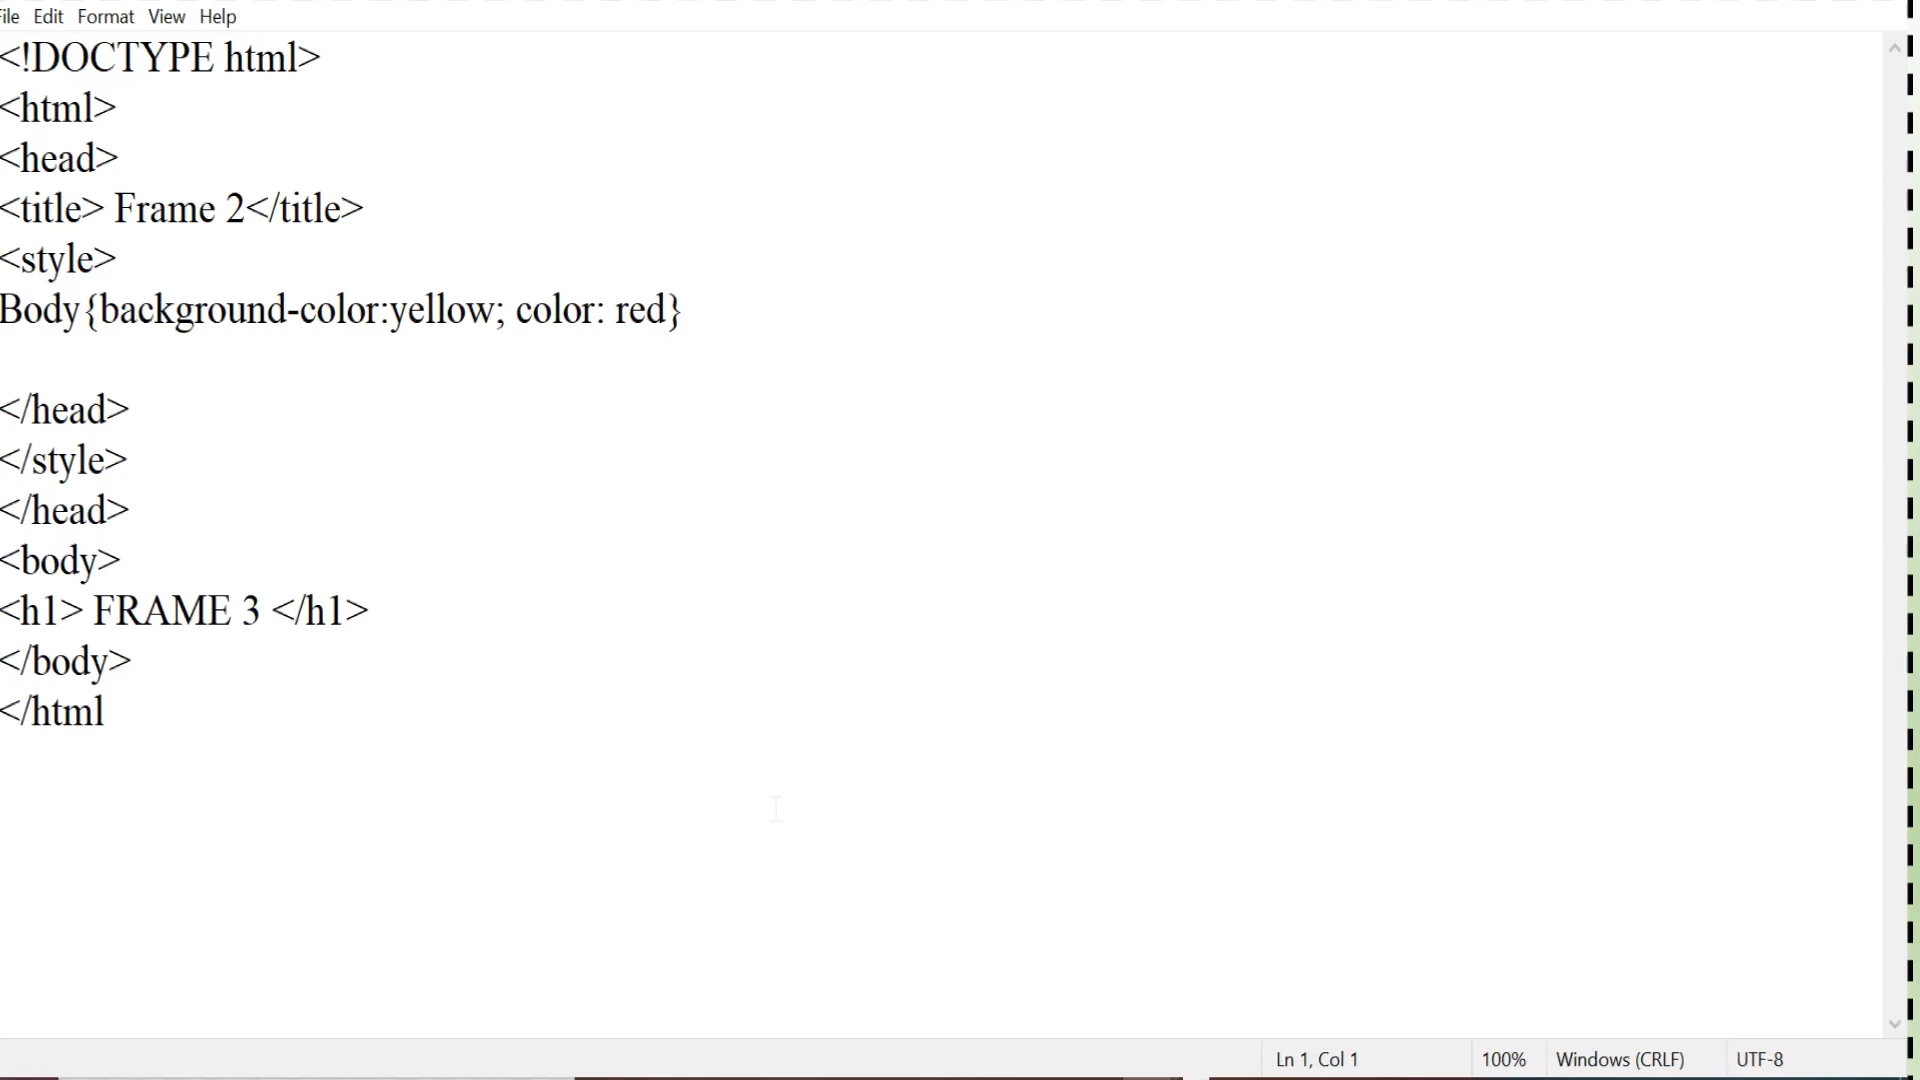 File Edit Format View Help
<!DOCTYPE html>
<html>
<head>
<title> Frame 2</title>
<style>
Body{background-color:yellow; color: red}
</head>
</style>
</head>
<body>
<h1> FRAME 3 </h1>
</body>
</html
Ln 1, Col 1 100% Windows (CRLF) UTF-8